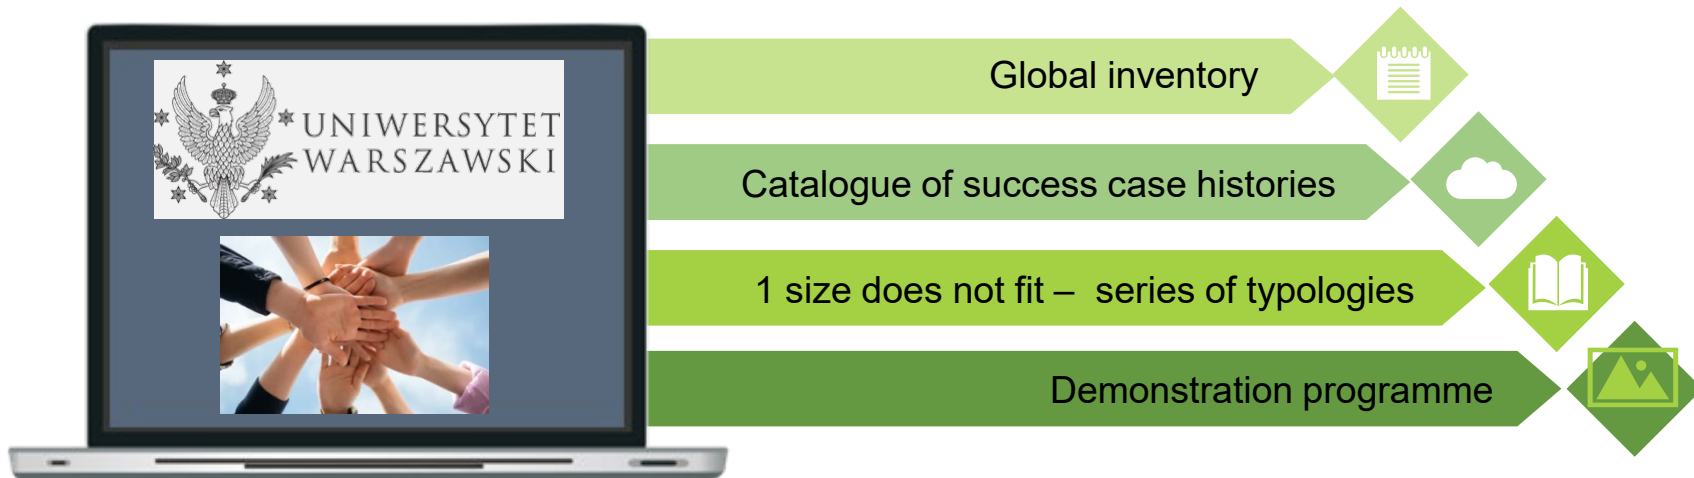 UNIWERSYTET
WARSZAWSKI
Global inventory
Catalogue of success case histories
1 size does not fit – series of typologies
Demonstration programme